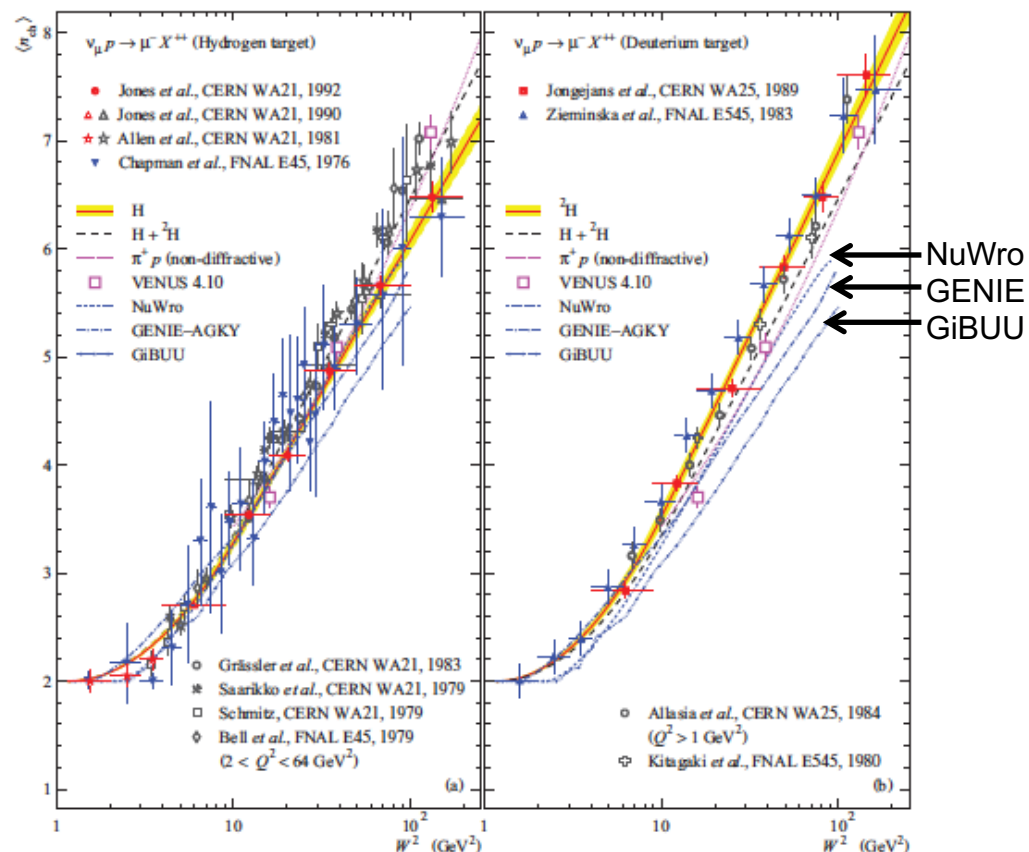 ⟨n_ch⟩
8
7
6
5
4
3
2
1
ν_μ p → μ⁻ X⁺⁺ (Hydrogen target)
Jones et al., CERN WA21, 1992
Jones et al., CERN WA21, 1990
Allen et al., CERN WA21, 1981
Chapman et al., FNAL E45, 1976
H
H + ²H
π⁺ p (non-diffractive)
VENUS 4.10
NuWro
GENIE–AGKY
GiBUU
Grässler et al., CERN WA21, 1983
Saarikko et al., CERN WA21, 1979
Schmitz, CERN WA21, 1979
Bell et al., FNAL E45, 1979
(2 < Q² < 64 GeV²)
(a)
1 10 10²
W² (GeV²)
ν_μ p → μ⁻ X⁺⁺ (Deuterium target)
Jongejans et al., CERN WA25, 1989
Zieminska et al., FNAL E545, 1983
²H
H + ²H
π⁺ p (non-diffractive)
VENUS 4.10
NuWro
GENIE–AGKY
GiBUU
Allasia et al., CERN WA25, 1984
(Q² > 1 GeV²)
Kitagaki et al., FNAL E545, 1980
(b)
1 10 10²
W² (GeV²)
NuWro
GENIE
GiBUU